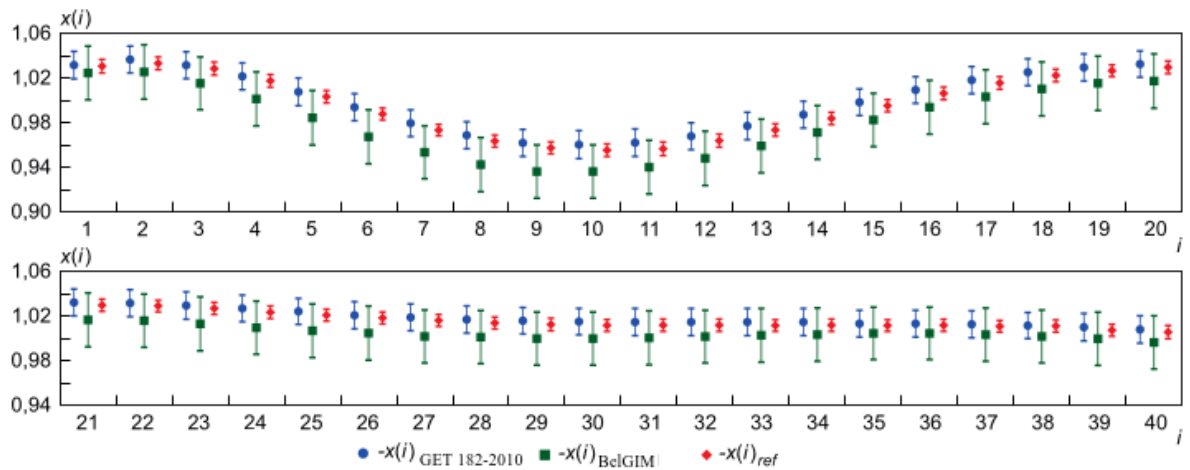 x(i)
1,06
1,02
0,98
0,94
0,90
1 2 3 4 5 6 7 8 9 10 11 12 13 14 15 16 17 18 19 20 i
x(i)
1,06
1,02
0,98
0,94
21 22 23 24 25 26 27 28 29 30 31 32 33 34 35 36 37 38 39 40 i
-x(i) GET 182-2010 -x(i) BelGIM -x(i) ref